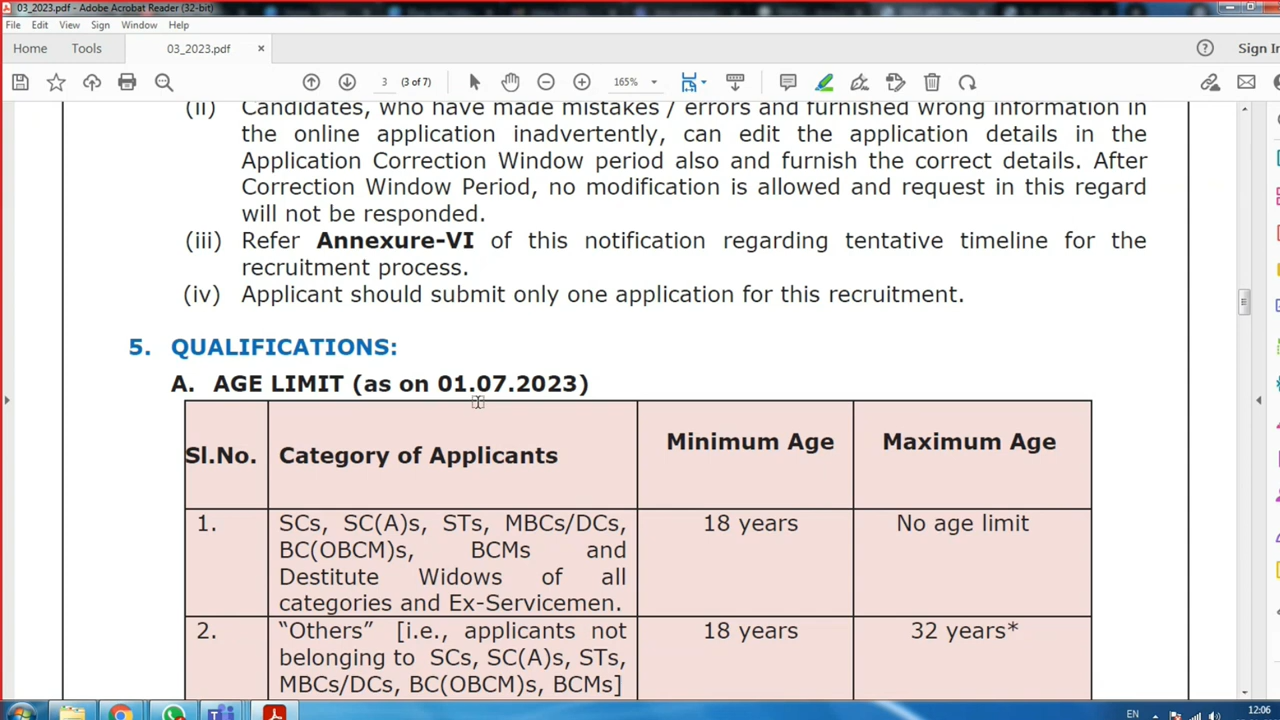 03_2023.pdf - Adobe Acrobat Reader (32-bit)
File Edit View Sign Window Help
Home Tools 03_2023.pdf × Sign In
3 (3 of 7) 165%
(ii) Candidates, who have made mistakes / errors and furnished wrong information in
the online application inadvertently, can edit the application details in the
Application Correction Window period also and furnish the correct details. After
Correction Window Period, no modification is allowed and request in this regard
will not be responded.
(iii) Refer Annexure-VI of this notification regarding tentative timeline for the
recruitment process.
(iv) Applicant should submit only one application for this recruitment.
5. QUALIFICATIONS:
A. AGE LIMIT (as on 01.07.2023)
Sl.No. Category of Applicants Minimum Age Maximum Age
1. SCs, SC(A)s, STs, MBCs/DCs, 18 years No age limit
BC(OBCM)s, BCMs and
Destitute Widows of all
categories and Ex-Servicemen.
2. “Others” [i.e., applicants not 18 years 32 years*
belonging to SCs, SC(A)s, STs,
MBCs/DCs, BC(OBCM)s, BCMs]
EN 12:06